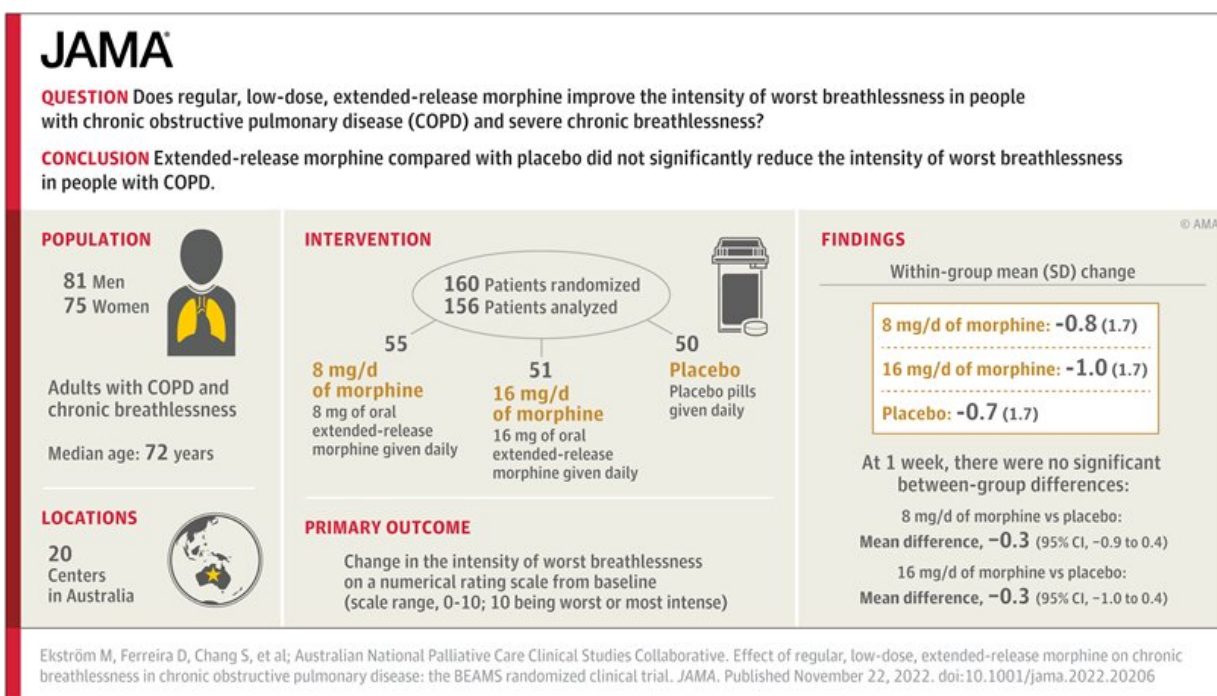 JAMA
QUESTION Does regular, low-dose, extended-release morphine improve the intensity of worst breathlessness in people
with chronic obstructive pulmonary disease (COPD) and severe chronic breathlessness?
CONCLUSION Extended-release morphine compared with placebo did not significantly reduce the intensity of worst breathlessness
in people with COPD.
© AMA
POPULATION
81 Men
75 Women
Adults with COPD and
chronic breathlessness
Median age: 72 years
LOCATIONS
20
Centers
in Australia
INTERVENTION
160 Patients randomized
156 Patients analyzed
55
8 mg/d
of morphine
8 mg of oral
extended-release
morphine given daily
51
16 mg/d
of morphine
16 mg of oral
extended-release
morphine given daily
50
Placebo
Placebo pills
given daily
PRIMARY OUTCOME
Change in the intensity of worst breathlessness
on a numerical rating scale from baseline
(scale range, 0-10; 10 being worst or most intense)
FINDINGS
Within-group mean (SD) change
8 mg/d of morphine: -0.8 (1.7)
16 mg/d of morphine: -1.0 (1.7)
Placebo: -0.7 (1.7)
At 1 week, there were no significant
between-group differences:
8 mg/d of morphine vs placebo:
Mean difference, −0.3 (95% CI, −0.9 to 0.4)
16 mg/d of morphine vs placebo:
Mean difference, −0.3 (95% CI, −1.0 to 0.4)
Ekström M, Ferreira D, Chang S, et al; Australian National Palliative Care Clinical Studies Collaborative. Effect of regular, low-dose, extended-release morphine on chronic
breathlessness in chronic obstructive pulmonary disease: the BEAMS randomized clinical trial. JAMA. Published November 22, 2022. doi:10.1001/jama.2022.20206